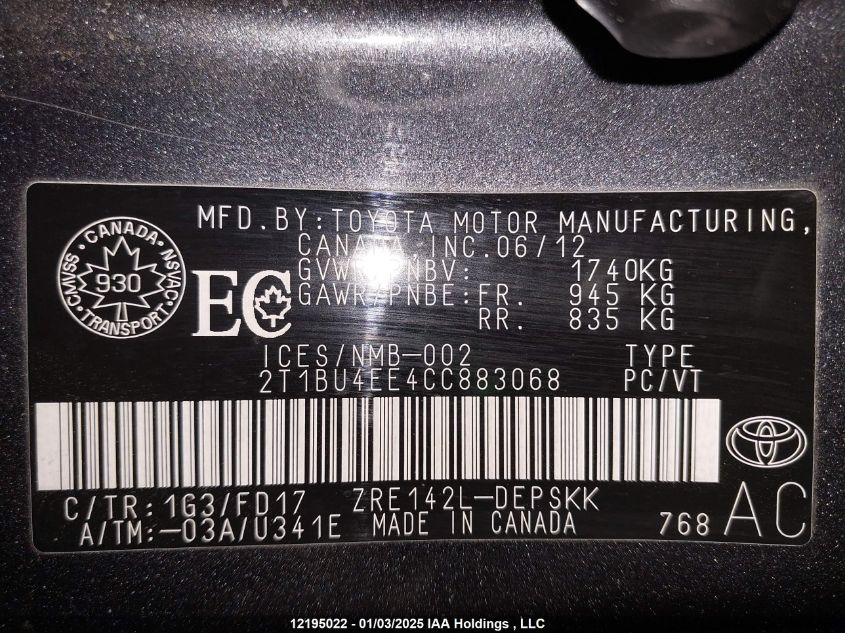 MFD.BY:TOYOTA MOTOR MANUFACTURING,
CANADA INC.06/12
GVWR/PNBV: 1740KG
GAWR/PNBE:FR. 945 KG
RR. 835 KG
CANADA
CMVSS 930 NSVAC
TRANSPORT
EC
ICES/NMB-002 TYPE
2T1BU4EE4CC883068 PC/VT
C/TR:1G3/FD17 ZRE142L-DEPSKK
A/TM:-03A/U341E MADE IN CANADA 768 AC
12195022 - 01/03/2025 IAA Holdings , LLC